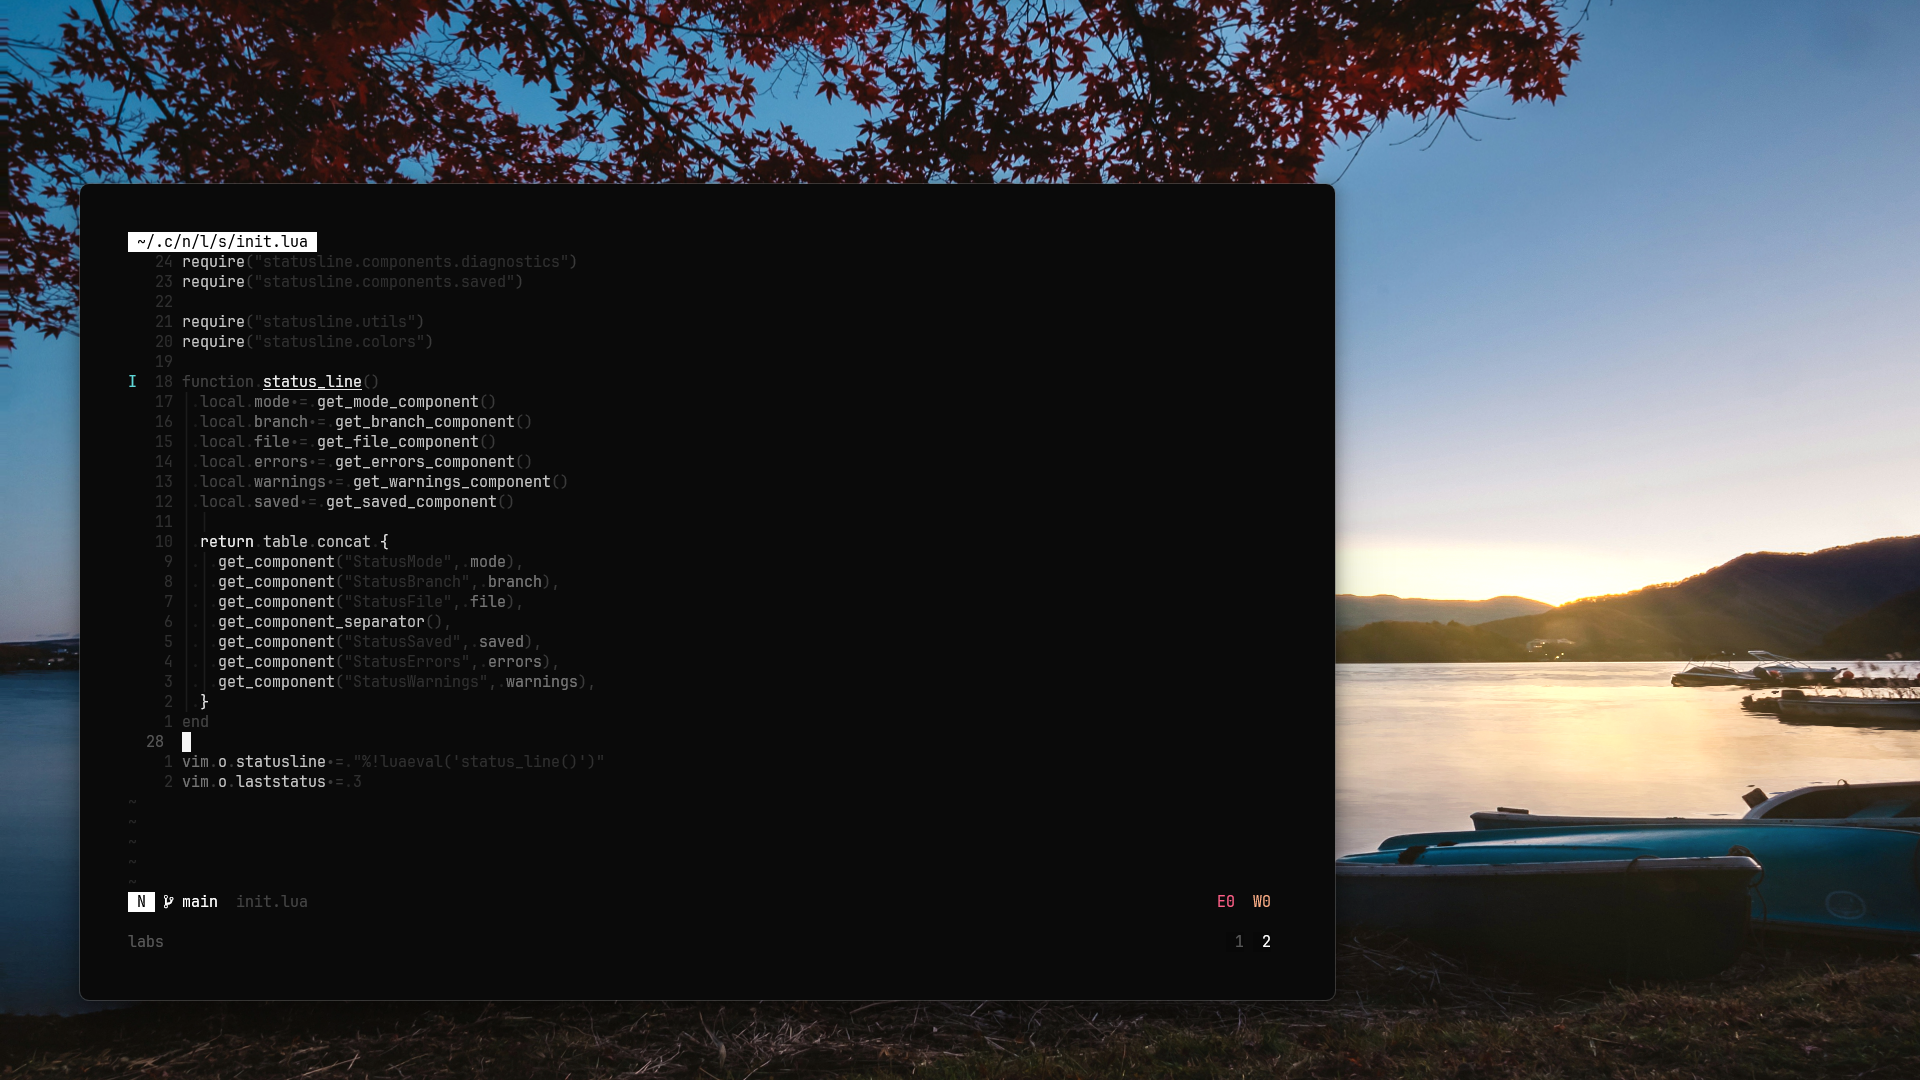 ~/.c/n/l/s/init.lua
24 require("statusline.components.diagnostics")
23 require("statusline.components.saved")
22
21 require("statusline.utils")
20 require("statusline.colors")
19
I 18 function.status_line()
17 .local.mode•=.get_mode_component()
16 .local.branch•=.get_branch_component()
15 .local.file•=.get_file_component()
14 .local.errors•=.get_errors_component()
13 .local.warnings•=.get_warnings_component()
12 .local.saved•=.get_saved_component()
11
10 .return.table.concat.{
9 . .get_component("StatusMode",.mode),
8 . .get_component("StatusBranch",.branch),
7 . .get_component("StatusFile",.file),
6 . .get_component_separator(),
5 . .get_component("StatusSaved",.saved),
4 . .get_component("StatusErrors",.errors),
3 . .get_component("StatusWarnings",.warnings),
2 .}
1 end
28
1 vim.o.statusline•=."%!luaeval('status_line()')"
2 vim.o.laststatus•=.3
~
~
~
~
~
N main init.lua E0 W0
labs 1 2